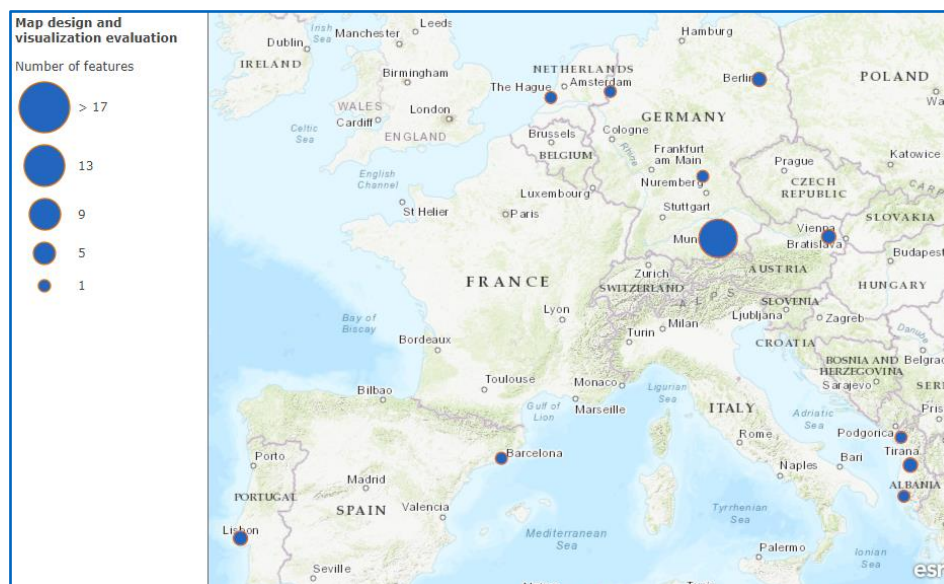 Map design and
visualization evaluation
Number of features
> 17
13
9
5
1
Irish
Sea
Leeds
Manchester
Dublin
IRELAND
Hamburg
NETHERLANDS
Amsterdam
The Hague
Berlin
POLAND
Birmingham
WALES
Cardiff
London
ENGLAND
Celtic
Sea
GERMANY
Brussels
BELGIUM
Cologne
Rhine
Frankfurt
am Main
Prague
Katowice
English
Channel
Luxembourg
Nuremberg
CZECH
REPUBLIC
St Helier
Paris
Stuttgart
SLOVAKIA
Vienna
Bratislava
Budapest
Zurich
SWITZERLAND
ALPS
AUSTRIA
HUNGARY
FRANCE
SLOVENIA
Ljubljana
Zagreb
Lyon
Turin
Milan
CROATIA
Danube
Bay of
Biscay
Bordeaux
BOSNIA AND
HERZEGOVINA
Sarajevo
Bilbao
Toulouse
Monaco
Marseille
Gulf of
Lion
Ligurian
Sea
ITALY
Adriatic
Sea
Podgorica
Rome
Tirana
Bari
ALBANIA
Naples
Porto
Barcelona
Madrid
PORTUGAL
SPAIN
Valencia
Lisbon
Mediterranean
Sea
Tyrrhenian
Sea
Palermo
Ionian
Sea
Seville